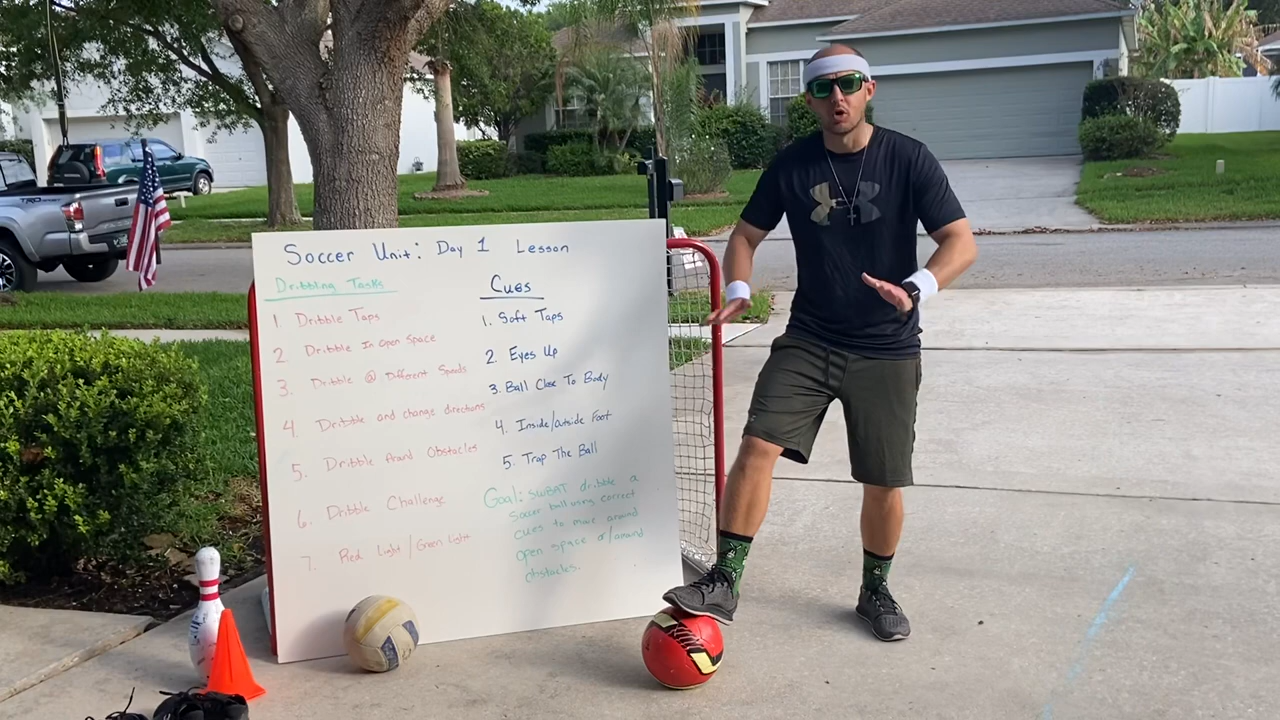 Soccer Unit: Day 1 Lesson
Dribbling Tasks
1 Dribble Taps
2. Dribble In Open Space
3. Dribble @ Different Speeds
4. Dribble and change directions
5. Dribble Around Obstacles
6. Dribble Challenge
7. Red Light / Green light
Cues
1. Soft Taps
2. Eyes Up
3. Ball Close To Body
4. Inside/outside Foot
5. Trap The Ball
Goal: SWBAT dribble a
Soccer ball using correct
cues to move around
open space or/around
obstacles.
TRD